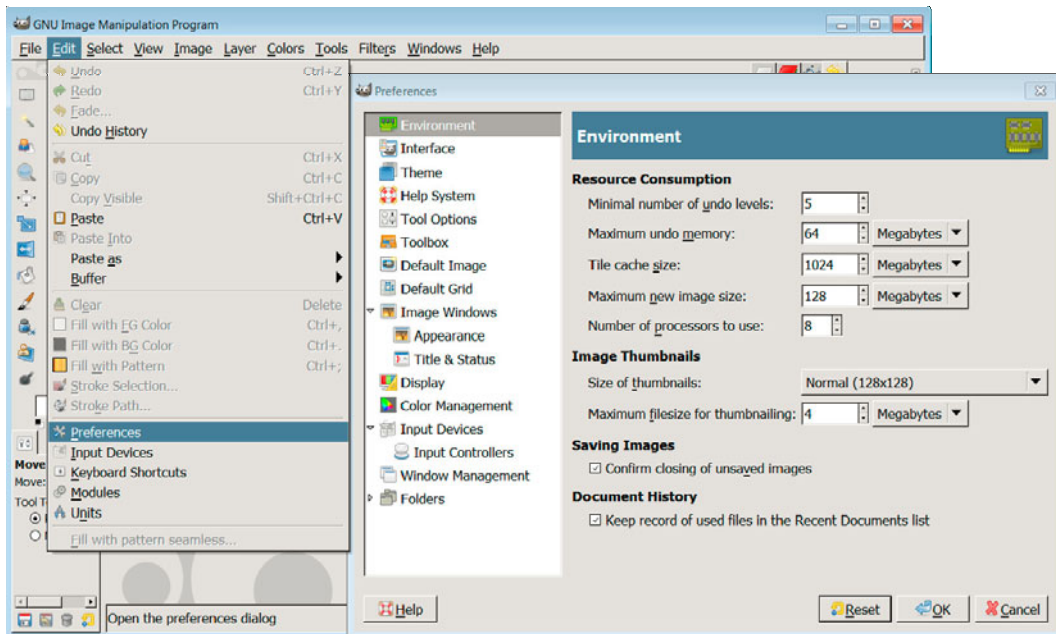 GNU Image Manipulation Program
File Edit Select View Image Layer Colors Tools Filters Windows Help
Undo Ctrl+Z
Redo Ctrl+Y
Fade...
Undo History
Cut Ctrl+X
Copy Ctrl+C
Copy Visible Shift+Ctrl+C
Paste Ctrl+V
Paste Into
Paste as
Buffer
Clear Delete
Fill with FG Color Ctrl+,
Fill with BG Color Ctrl+.
Fill with Pattern Ctrl+;
Stroke Selection...
Stroke Path...
Preferences
Input Devices
Keyboard Shortcuts
Modules
Units
Fill with pattern seamless...
Move
Move:
Tool T
Open the preferences dialog
Preferences
Environment
Interface
Theme
Help System
Tool Options
Toolbox
Default Image
Default Grid
Image Windows
Appearance
Title & Status
Display
Color Management
Input Devices
Input Controllers
Window Management
Folders
Environment
Resource Consumption
Minimal number of undo levels: 5
Maximum undo memory: 64 Megabytes
Tile cache size: 1024 Megabytes
Maximum new image size: 128 Megabytes
Number of processors to use: 8
Image Thumbnails
Size of thumbnails: Normal (128x128)
Maximum filesize for thumbnailing: 4 Megabytes
Saving Images
Confirm closing of unsaved images
Document History
Keep record of used files in the Recent Documents list
Help Reset OK Cancel